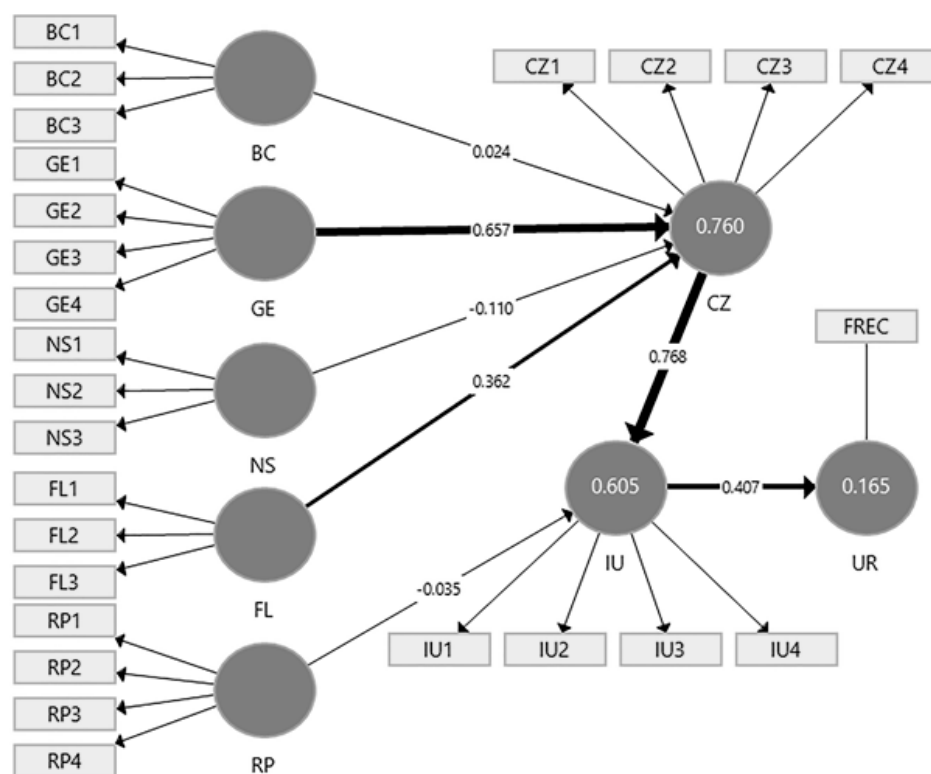 BC1
BC2
BC3
BC
GE1
GE2
GE3
GE4
GE
NS1
NS2
NS3
NS
FL1
FL2
FL3
FL
RP1
RP2
RP3
RP4
RP
CZ1
CZ2
CZ3
CZ4
0.024
0.657
-0.110
0.362
0.760
CZ
0.768
FREC
0.605
IU
0.407
0.165
UR
-0.035
IU1
IU2
IU3
IU4